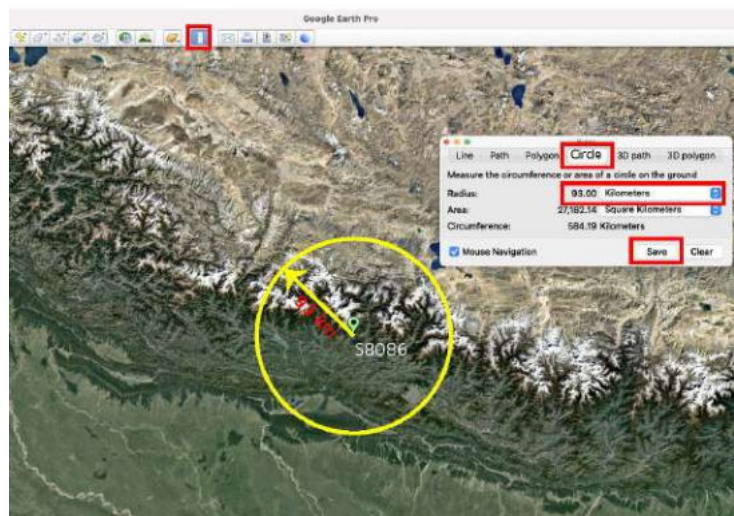 Google Earth Pro
Line Path Polygon Circle 3D path 3D polygon
Measure the circumference or area of a circle on the ground
Radius: 93.00 Kilometers
Area: 27,182.14 Square Kilometers
Circumference: 584.19 Kilometers
Mouse Navigation Save Clear
93 km
S8086